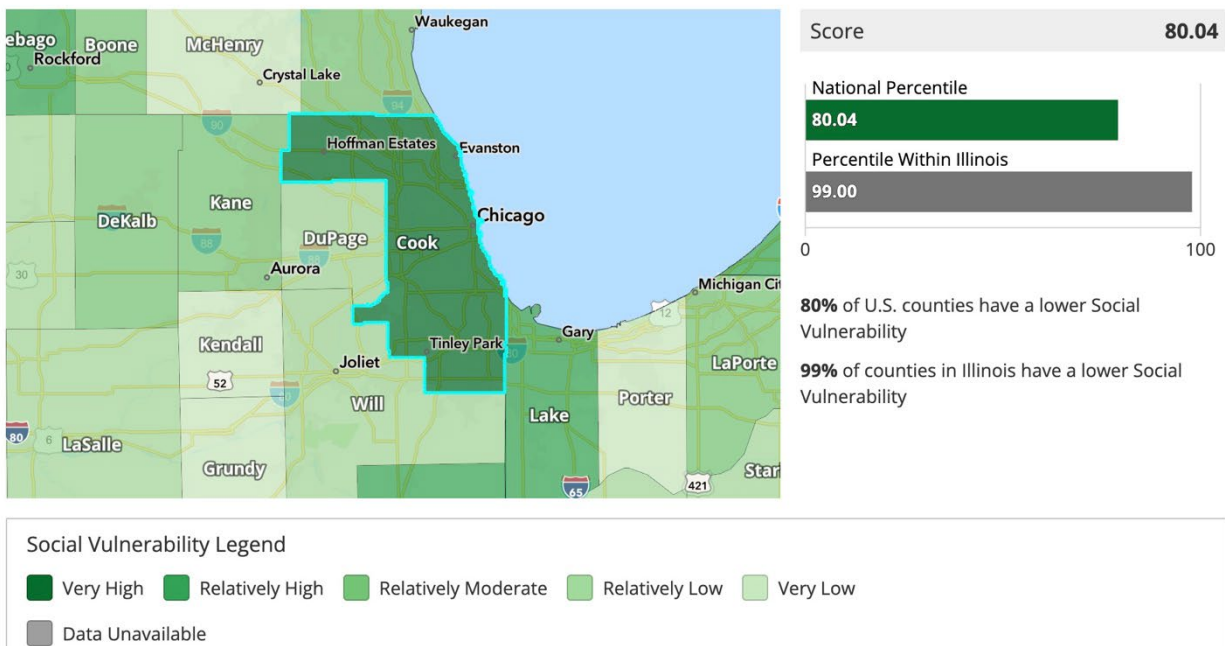 Waukegan
ebago
Boone
McHenry
Rockford
Crystal Lake
94
90
Hoffman Estates
Evanston
Kane
DeKalb
Chicago
DuPage
Cook
88
88
30
Aurora
Michigan Cit
12
Gary
Kendall
Tinley Park
80
Joliet
LaPorte
52
Will
Porter
Lake
80
6
LaSalle
Grundy
Star
65
421
Score 80.04
National Percentile
80.04
Percentile Within Illinois
99.00
0 100
80% of U.S. counties have a lower Social
Vulnerability
99% of counties in Illinois have a lower Social
Vulnerability
Social Vulnerability Legend
Very High Relatively High Relatively Moderate Relatively Low Very Low
Data Unavailable